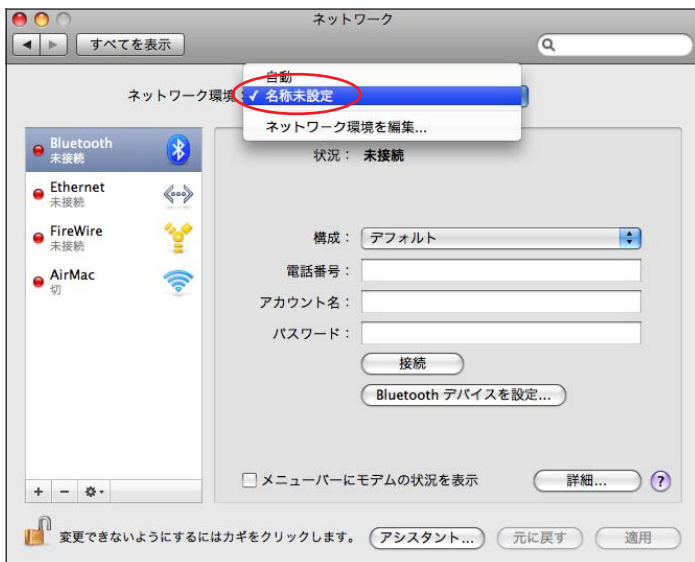 ネットワーク
すべてを表示
自動
ネットワーク環境：
✓ 名称未設定
ネットワーク環境を編集...
Bluetooth
未接続
Ethernet
未接続
FireWire
未接続
AirMac
切
状況： 未接続
構成： デフォルト
電話番号：
アカウント名：
パスワード：
接続
Bluetooth デバイスを設定...
メニューバーにモデムの状況を表示
詳細...
?
変更できないようにするにはカギをクリックします。
アシスタント...
元に戻す
適用